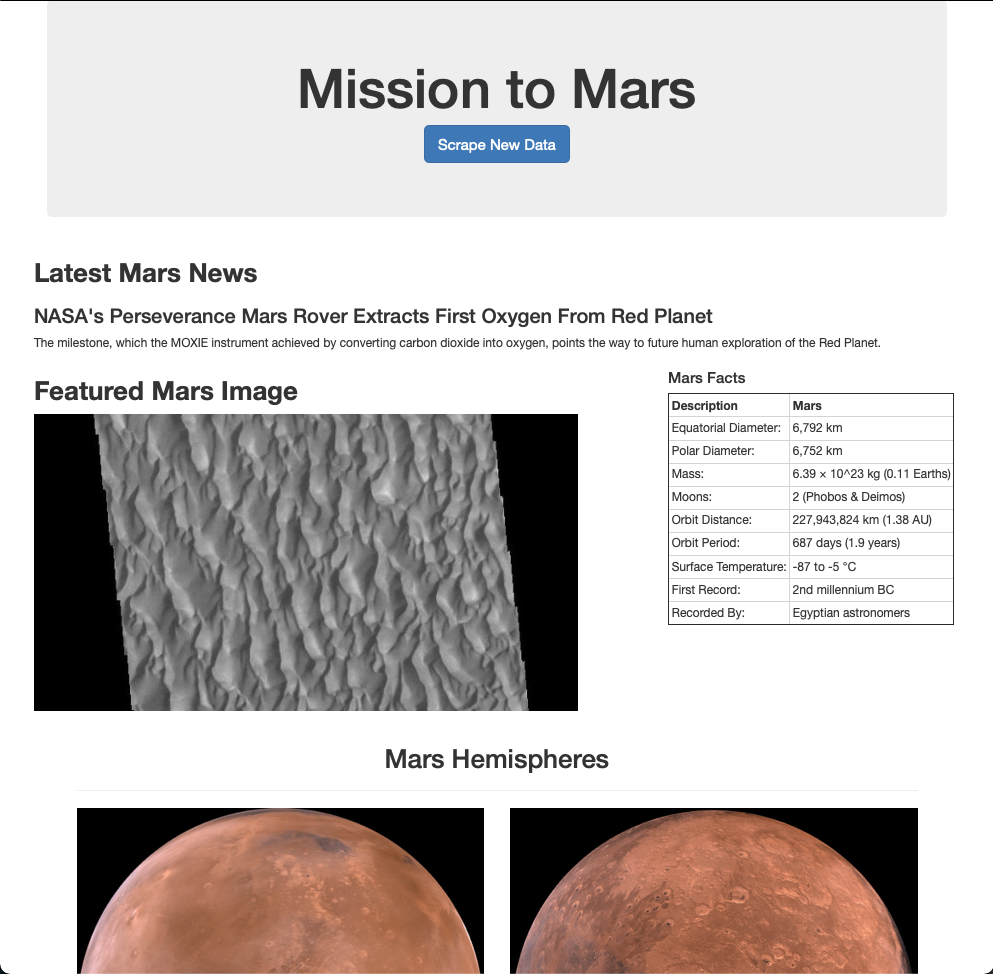 Mission to Mars
Scrape New Data
Latest Mars News
NASA's Perseverance Mars Rover Extracts First Oxygen From Red Planet
The milestone, which the MOXIE instrument achieved by converting carbon dioxide into oxygen, points the way to future human exploration of the Red Planet.
Featured Mars Image
Mars Facts
Description Mars
Equatorial Diameter: 6,792 km
Polar Diameter: 6,752 km
Mass: 6.39 × 10^23 kg (0.11 Earths)
Moons: 2 (Phobos & Deimos)
Orbit Distance: 227,943,824 km (1.38 AU)
Orbit Period: 687 days (1.9 years)
Surface Temperature: -87 to -5 °C
First Record: 2nd millennium BC
Recorded By: Egyptian astronomers
Mars Hemispheres